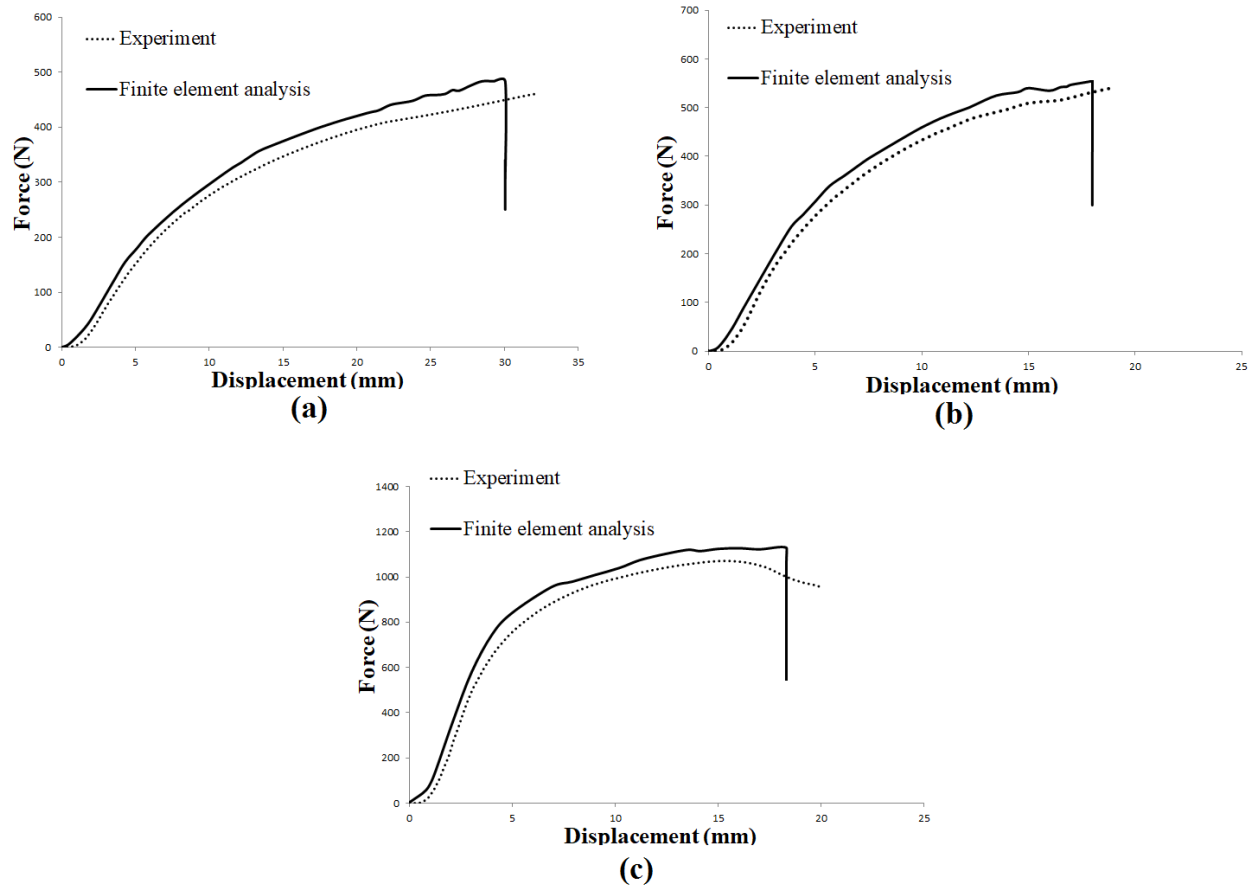 600
500
400
300
200
100
0
0 5 10 15 20 25 30 35
Force (N)
Displacement (mm)
Experiment
Finite element analysis
(a)
700
600
500
400
300
200
100
0
0 5 10 15 20 25
Force (N)
Displacement (mm)
Experiment
Finite element analysis
(b)
1400
1200
1000
800
600
400
200
0
0 5 10 15 20 25
Force (N)
Displacement (mm)
Experiment
Finite element analysis
(c)